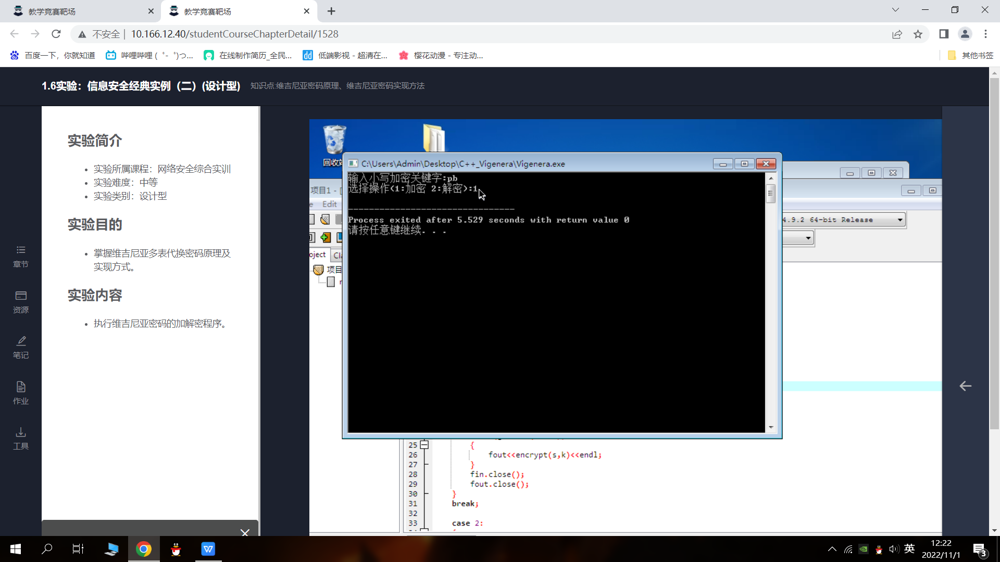 教学竞赛靶场
教学竞赛靶场
不安全
10.166.12.40/studentCourseChapterDetail/1528
百度一下，你就知道
哔哩哔哩 (゜-゜)つ...
在线制作简历_全民...
低端影视 - 超清在...
樱花动漫 - 专注动...
其他书签
1.6实验：信息安全经典实例（二）(设计型)
知识点:维吉尼亚密码原理、维吉尼亚密码实现方法
实验简介
实验所属课程：网络安全综合实训
实验难度：中等
实验类别：设计型
实验目的
掌握维吉尼亚多表代换密码原理及
实现方式。
实验内容
执行维吉尼亚密码的加解密程序。
章节
资源
笔记
作业
工具
C:\Users\Admin\Desktop\C++_Vigenera\Vigenera.exe
输入小写加密关键字:pb
选择操作(1:加密 2:解密):1
--------------------------------
Process exited after 5.529 seconds with return value 0
请按任意键继续. . .
项目1 - [
Edit
4.9.2 64-bit Release
25 {
26 fout<<encrypt(s,k)<<endl;
27 }
28 fin.close();
29 fout.close();
30 }
31 break;
32
33 case 2:
英
12:22
2022/11/1
3